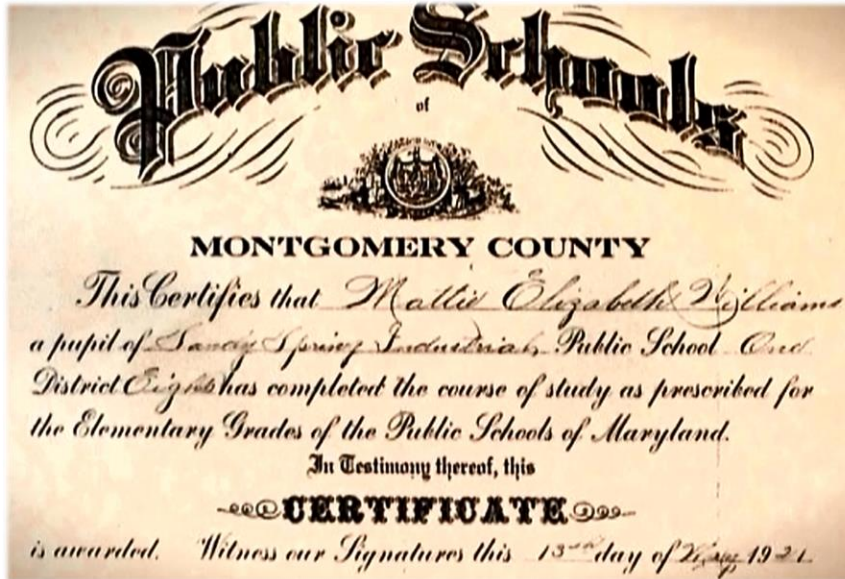 Public Schools
of
MONTGOMERY COUNTY
This Certifies that Mattie Elizabeth Williams
a pupil of Sandy Spring Industrial Public School One
District Eight has completed the course of study as prescribed for
the Elementary Grades of the Public Schools of Maryland.
In Testimony thereof, this
CERTIFICATE
is awarded. Witness our Signatures this 13th day of May 1921